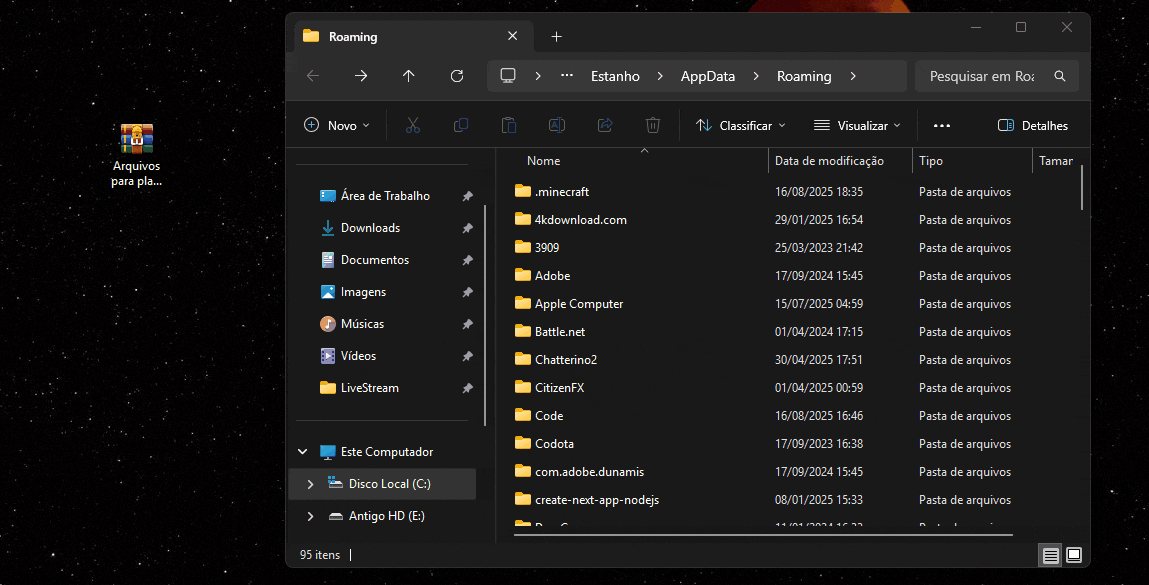 Roaming
Estanho
AppData
Roaming
Pesquisar em Roa
Novo
Classificar
Visualizar
Detalhes
Arquivos
para pla...
Área de Trabalho
Downloads
Documentos
Imagens
Músicas
Vídeos
LiveStream
Este Computador
Disco Local (C:)
Antigo HD (E:)
Nome Data de modificação Tipo Taman
.minecraft 16/08/2025 18:35 Pasta de arquivos
4kdownload.com 29/01/2025 16:54 Pasta de arquivos
3909 25/03/2023 21:42 Pasta de arquivos
Adobe 17/09/2024 15:45 Pasta de arquivos
Apple Computer 15/07/2025 04:59 Pasta de arquivos
Battle.net 01/04/2024 17:15 Pasta de arquivos
Chatterino2 30/04/2025 17:51 Pasta de arquivos
CitizenFX 01/04/2025 00:59 Pasta de arquivos
Code 16/08/2025 16:46 Pasta de arquivos
Codota 17/09/2023 16:38 Pasta de arquivos
com.adobe.dunamis 17/09/2024 15:45 Pasta de arquivos
create-next-app-nodejs 08/01/2025 15:33 Pasta de arquivos
95 itens